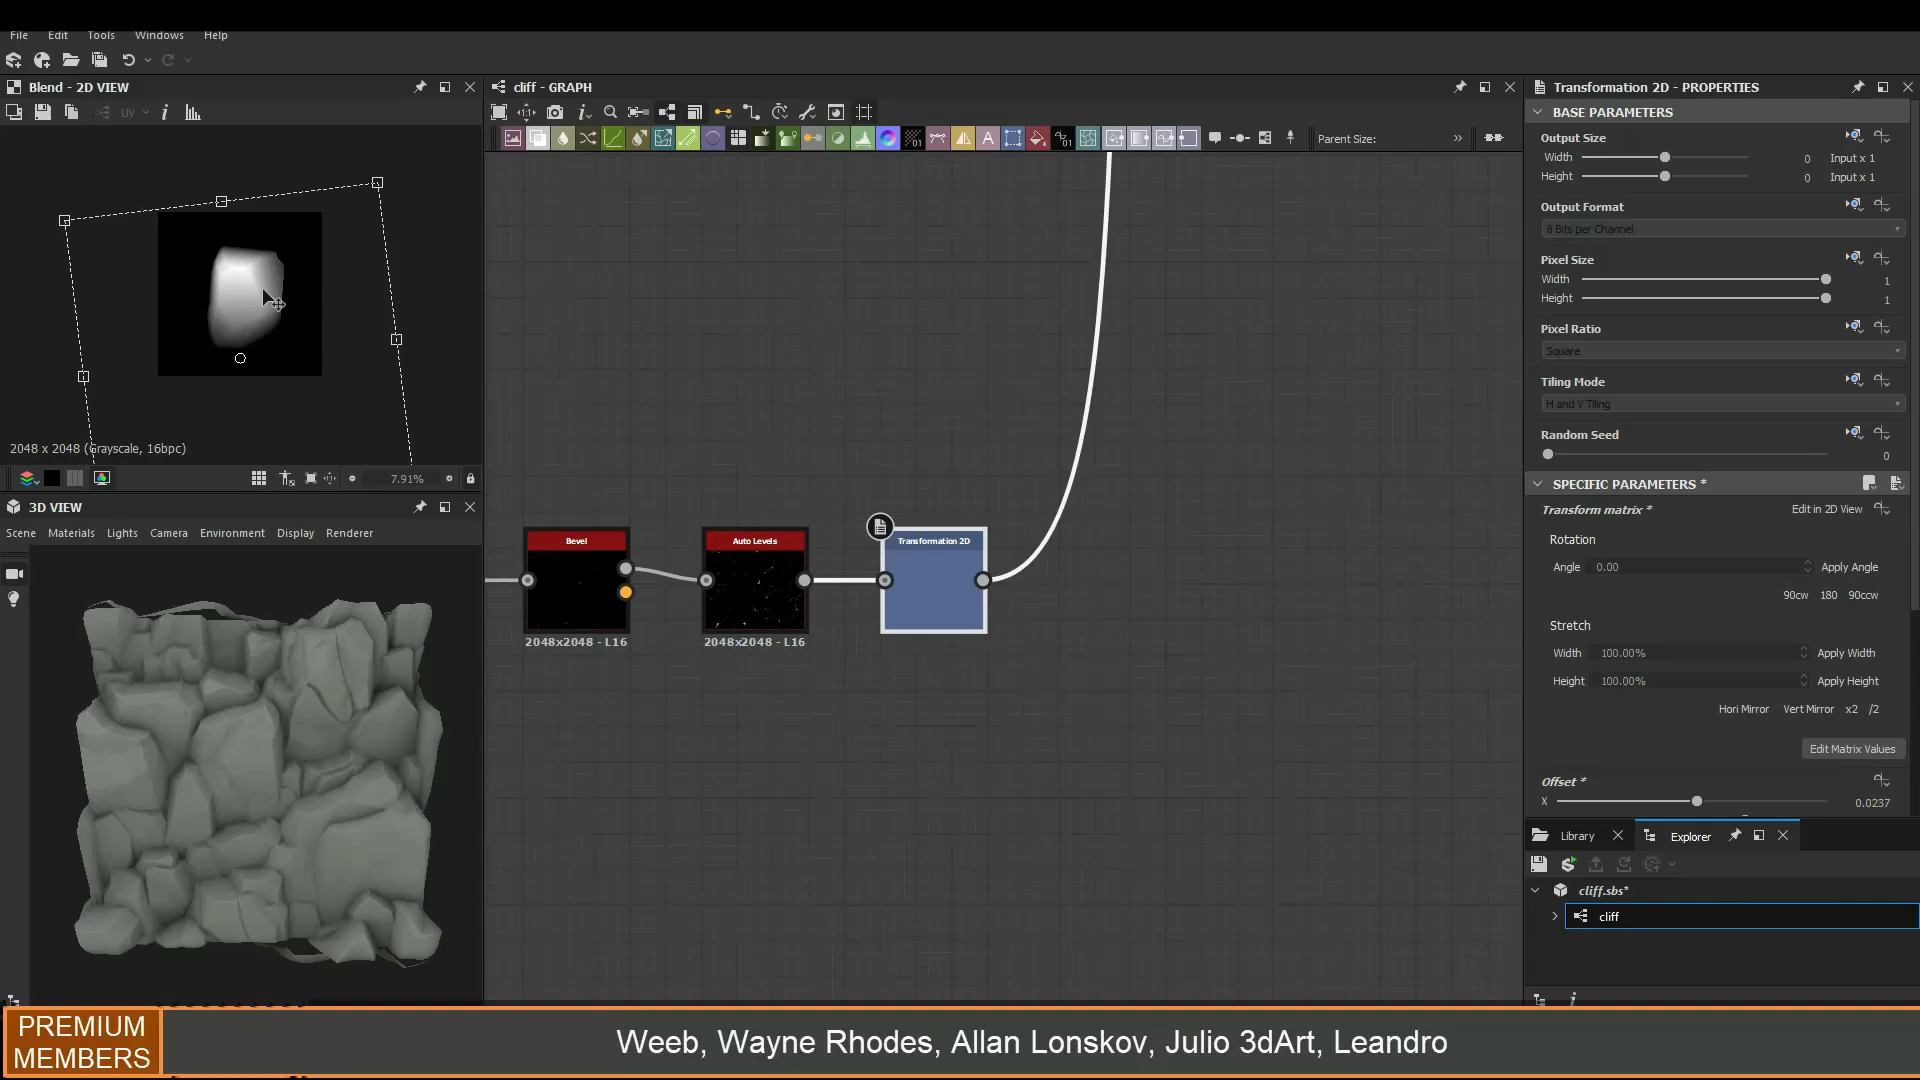 File Edit Tools Windows Help
Blend - 2D VIEW
UV
2048 x 2048 (Grayscale, 16bpc)
7.91%
3D VIEW
Scene Materials Lights Camera Environment Display Renderer
cliff - GRAPH
Parent Size:
Bevel
2048x2048 - L16
Auto Levels
2048x2048 - L16
Transformation 2D
Transformation 2D - PROPERTIES
BASE PARAMETERS
Output Size
Width 0 Input x 1
Height 0 Input x 1
Output Format
8 Bits per Channel
Pixel Size
Width 1
Height 1
Pixel Ratio
Square
Tiling Mode
H and V Tiling
Random Seed
0
SPECIFIC PARAMETERS *
Transform matrix * Edit in 2D View
Rotation
Angle 0.00 Apply Angle
90cw 180 90ccw
Stretch
Width 100.00% Apply Width
Height 100.00% Apply Height
Hori Mirror Vert Mirror x2 /2
Edit Matrix Values
Offset *
X 0.0237
Library Explorer
cliff.sbs*
cliff
PREMIUM
MEMBERS
Weeb, Wayne Rhodes, Allan Lonskov, Julio 3dArt, Leandro